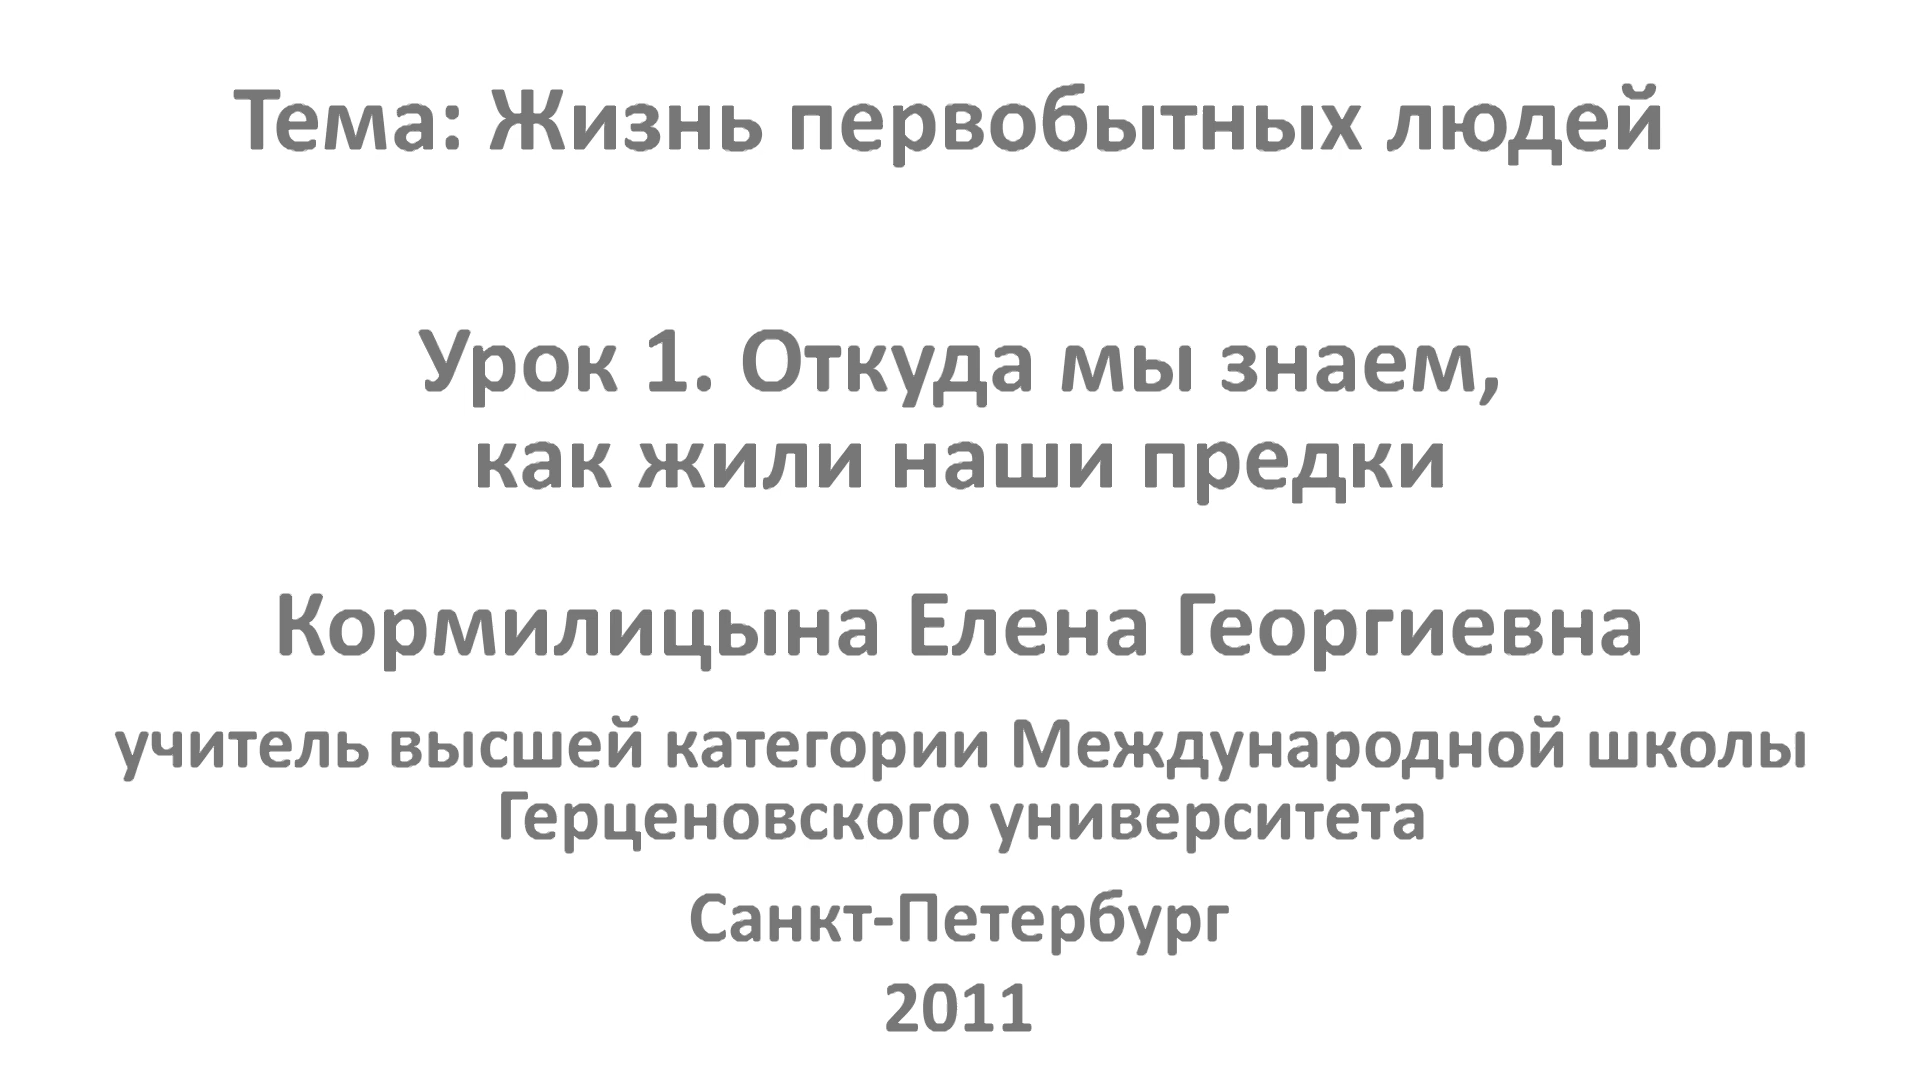 Тема: Жизнь первобытных людей
Урок 1. Откуда мы знаем,
как жили наши предки
Кормилицына Елена Георгиевна
учитель высшей категории Международной школы
Герценовского университета
Санкт-Петербург
2011